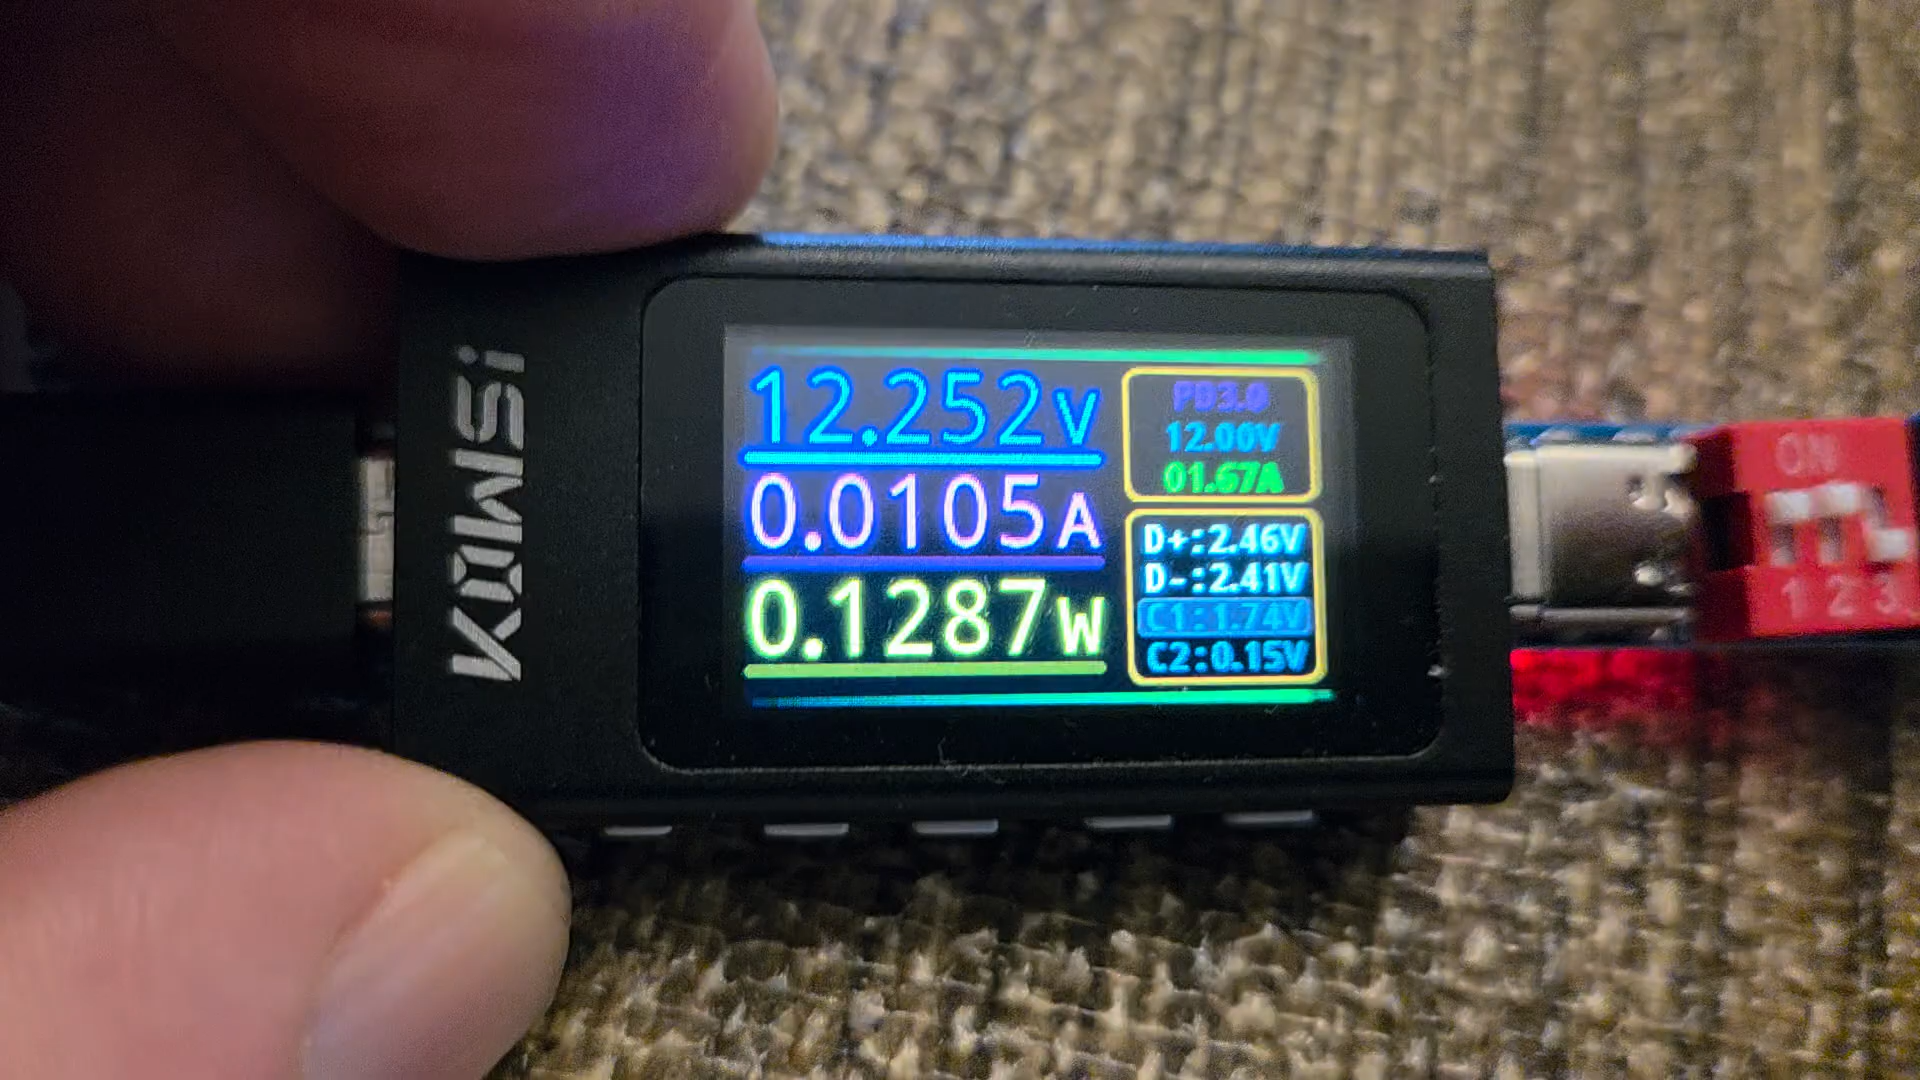 12.252V
0.0105A
0.1287W
PD3.0
12.00V
01.67A
D+:2.46V
D-:2.41V
C1:1.74V
C2:0.15V
ON
1 2 3